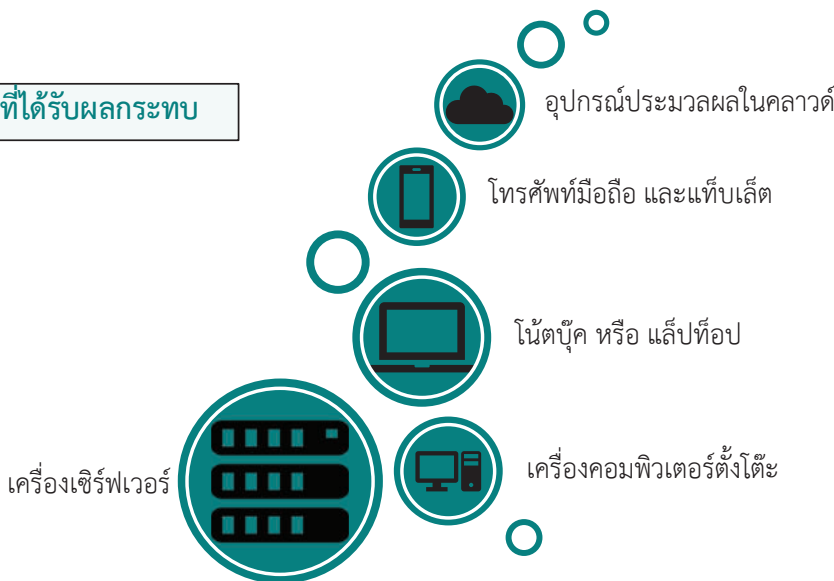 ที่ได้รับผลกระทบ
อุปกรณ์ประมวลผลในคลาวด์
โทรศัพท์มือถือ และแท็บเล็ต
โน้ตบุ๊ค หรือ แล็ปท็อป
เครื่องคอมพิวเตอร์ตั้งโต๊ะ
เครื่องเซิร์ฟเวอร์